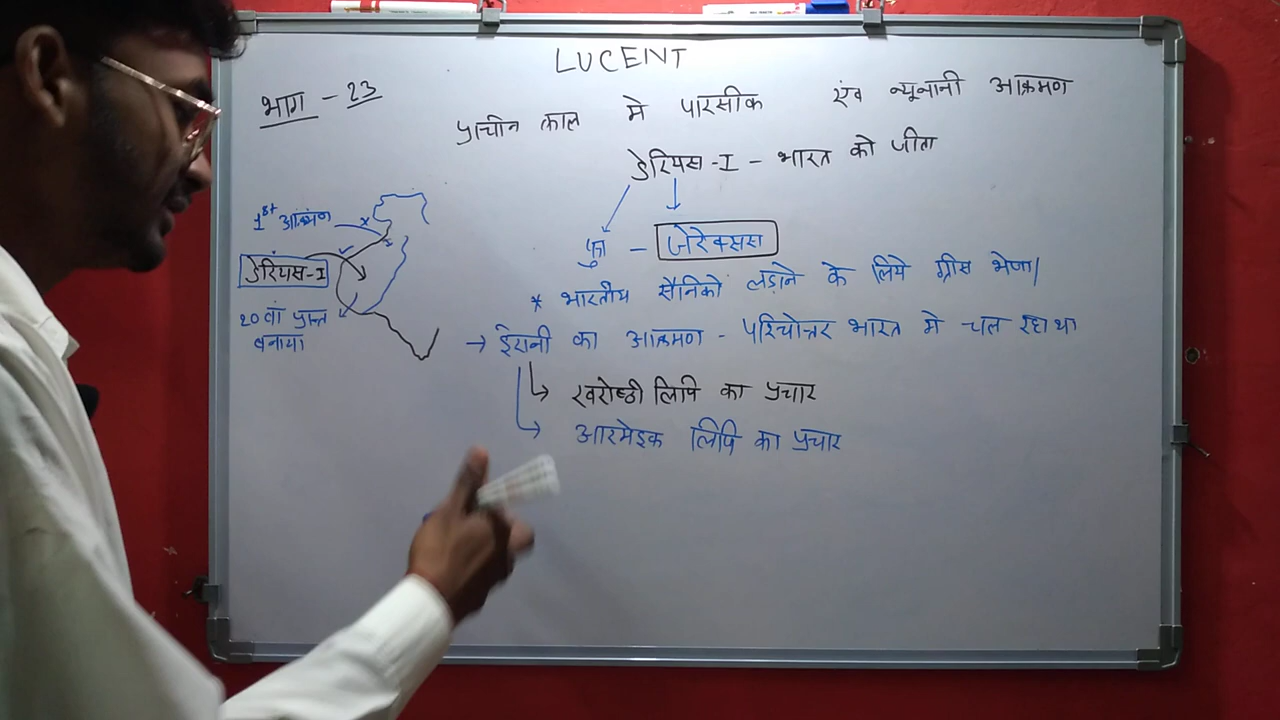 LUCENT
भाग - 23
प्राचीन काल मे पारसीक एंव न्यूनानी आक्रमण
डेरियस-I - भारत को जीता
1st आक्रमण
डेरियस-I
20 वां प्रान्त
बनाया
पुत्र - जेरेक्सस
* भारतीय सैनिकों लड़ाने के लिये ग्रीस भेजा।
→ ईरानी का आक्रमण - पश्चिोत्तर भारत मे चल रहा था
खरोष्ठी लिपि का प्रचार
आरमेइक लिपि का प्रचार